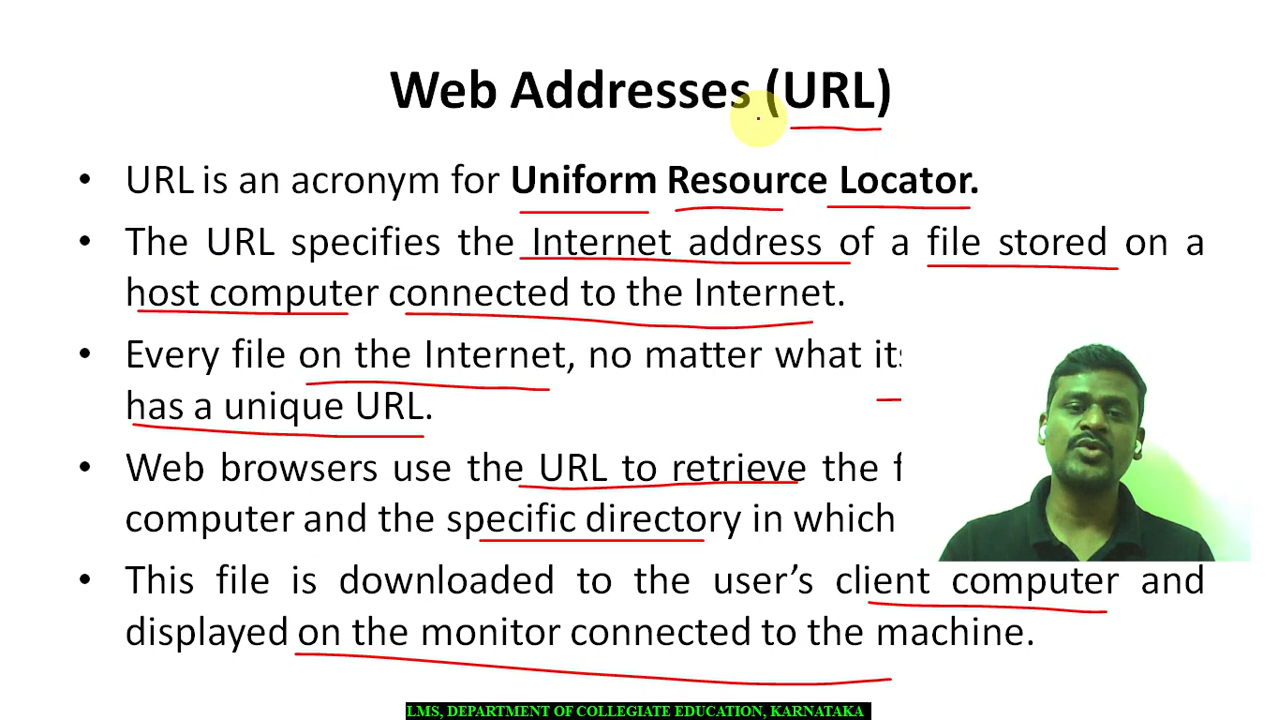 Web Addresses (URL)
• URL is an acronym for Uniform Resource Locator.
• The URL specifies the Internet address of a file stored on a
host computer connected to the Internet.
• Every file on the Internet, no matter what its
has a unique URL.
• Web browsers use the URL to retrieve the
computer and the specific directory in which
• This file is downloaded to the user’s client computer and
displayed on the monitor connected to the machine.
LMS, DEPARTMENT OF COLLEGIATE EDUCATION, KARNATAKA